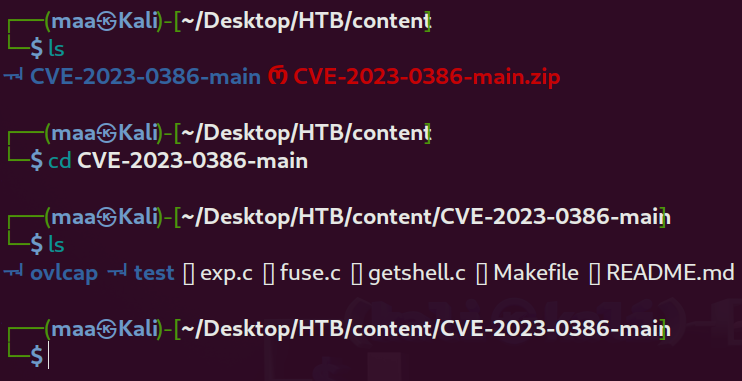 ┌──(maa㉿Kali)-[~/Desktop/HTB/content]
└─$ ls
CVE-2023-0386-main CVE-2023-0386-main.zip
┌──(maa㉿Kali)-[~/Desktop/HTB/content]
└─$ cd CVE-2023-0386-main
┌──(maa㉿Kali)-[~/Desktop/HTB/content/CVE-2023-0386-main]
└─$ ls
ovlcap test exp.c fuse.c getshell.c Makefile README.md
┌──(maa㉿Kali)-[~/Desktop/HTB/content/CVE-2023-0386-main]
└─$